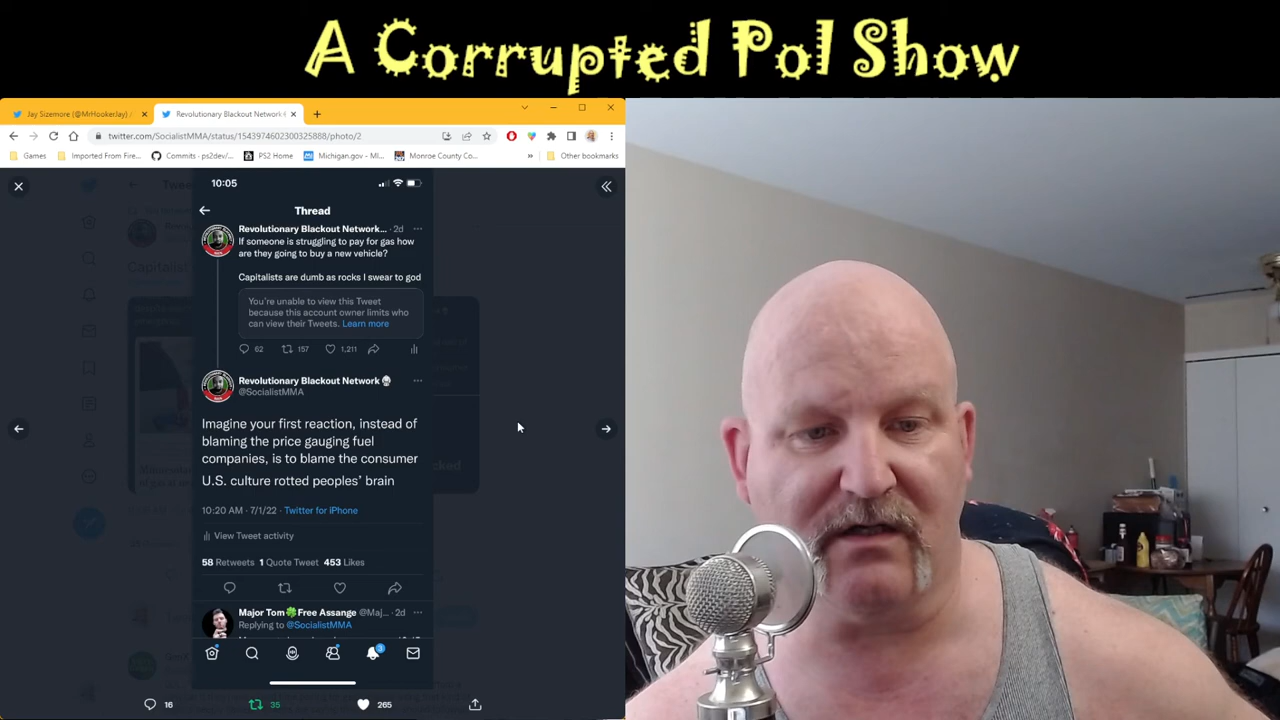 A Corrupted Pol Show
Jay Sizemore (@MrHookerJay) /
Revolutionary Blackout Network
twitter.com/SocialistMMA/status/1543974602300325888/photo/2
Games
Imported From Fire...
Commits · ps2dev/...
PS2 Home
Michigan.gov - MI...
Monroe County Co...
»
Other bookmarks
10:05
Thread
Revolutionary Blackout Network... · 2d
If someone is struggling to pay for gas how
are they going to buy a new vehicle?
Capitalists are dumb as rocks I swear to god
You're unable to view this Tweet
because this account owner limits who
can view their Tweets. Learn more
62 157 1,211
Revolutionary Blackout Network
@SocialistMMA
Imagine your first reaction, instead of
blaming the price gauging fuel
companies, is to blame the consumer
U.S. culture rotted peoples' brain
10:20 AM · 7/1/22 Twitter for iPhone
View Tweet activity
58 Retweets 1 Quote Tweet 453 Likes
Major Tom🍀Free Assange @Maj... · 2d
Replying to @SocialistMMA
3
16 35 265